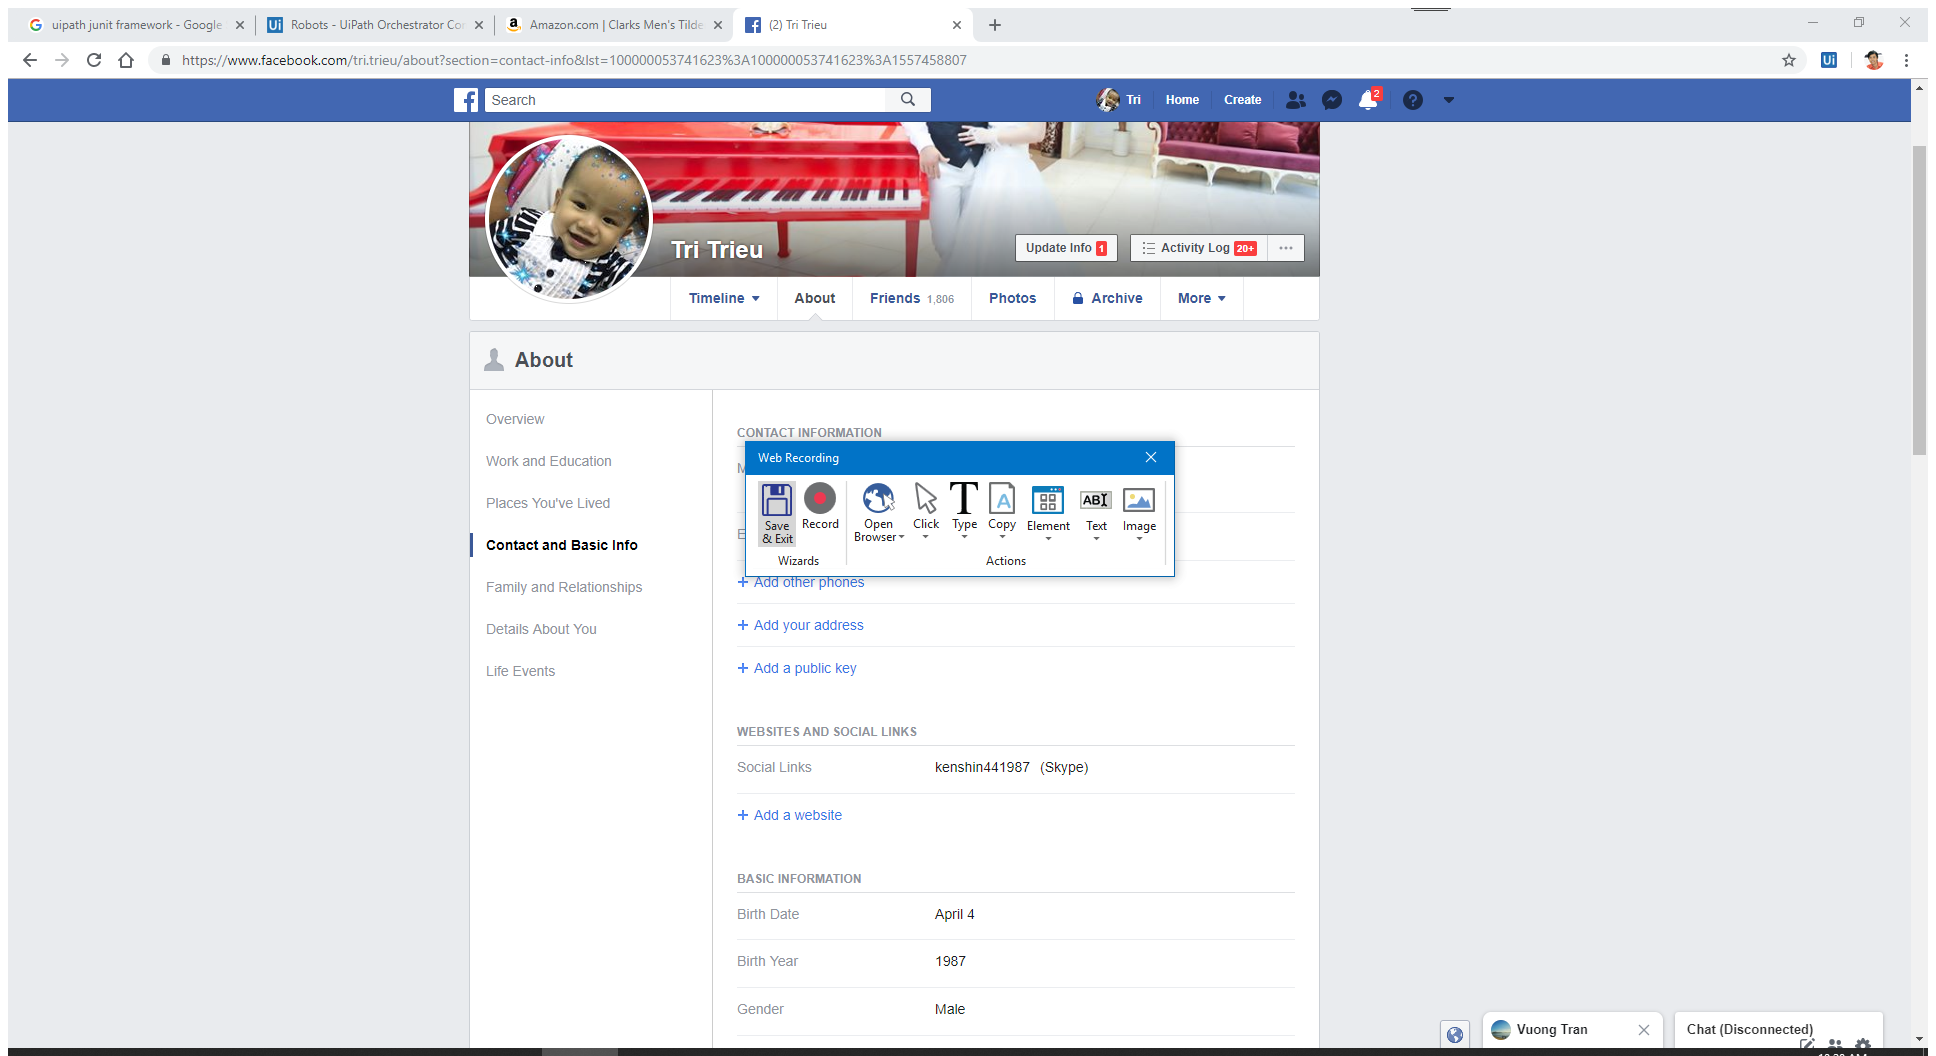 uipath junit framework - Google
Robots - UiPath Orchestrator Cor
Amazon.com | Clarks Men's Tilde
(2) Tri Trieu
https://www.facebook.com/tri.trieu/about?section=contact-info&lst=100000053741623%3A100000053741623%3A1557458807
Ui
Search
Tri
Home
Create
2
Tri Trieu
Update Info 1
Activity Log 20+
Timeline
About
Friends 1,806
Photos
Archive
More
About
Overview
Work and Education
Places You've Lived
Contact and Basic Info
Family and Relationships
Details About You
Life Events
CONTACT INFORMATION
Web Recording
Save & Exit
Record
Open Browser
Click
Type
Copy
Element
Text
Image
Wizards
Actions
+ Add other phones
+ Add your address
+ Add a public key
WEBSITES AND SOCIAL LINKS
Social Links kenshin441987 (Skype)
+ Add a website
BASIC INFORMATION
Birth Date April 4
Birth Year 1987
Gender Male
Vuong Tran
Chat (Disconnected)